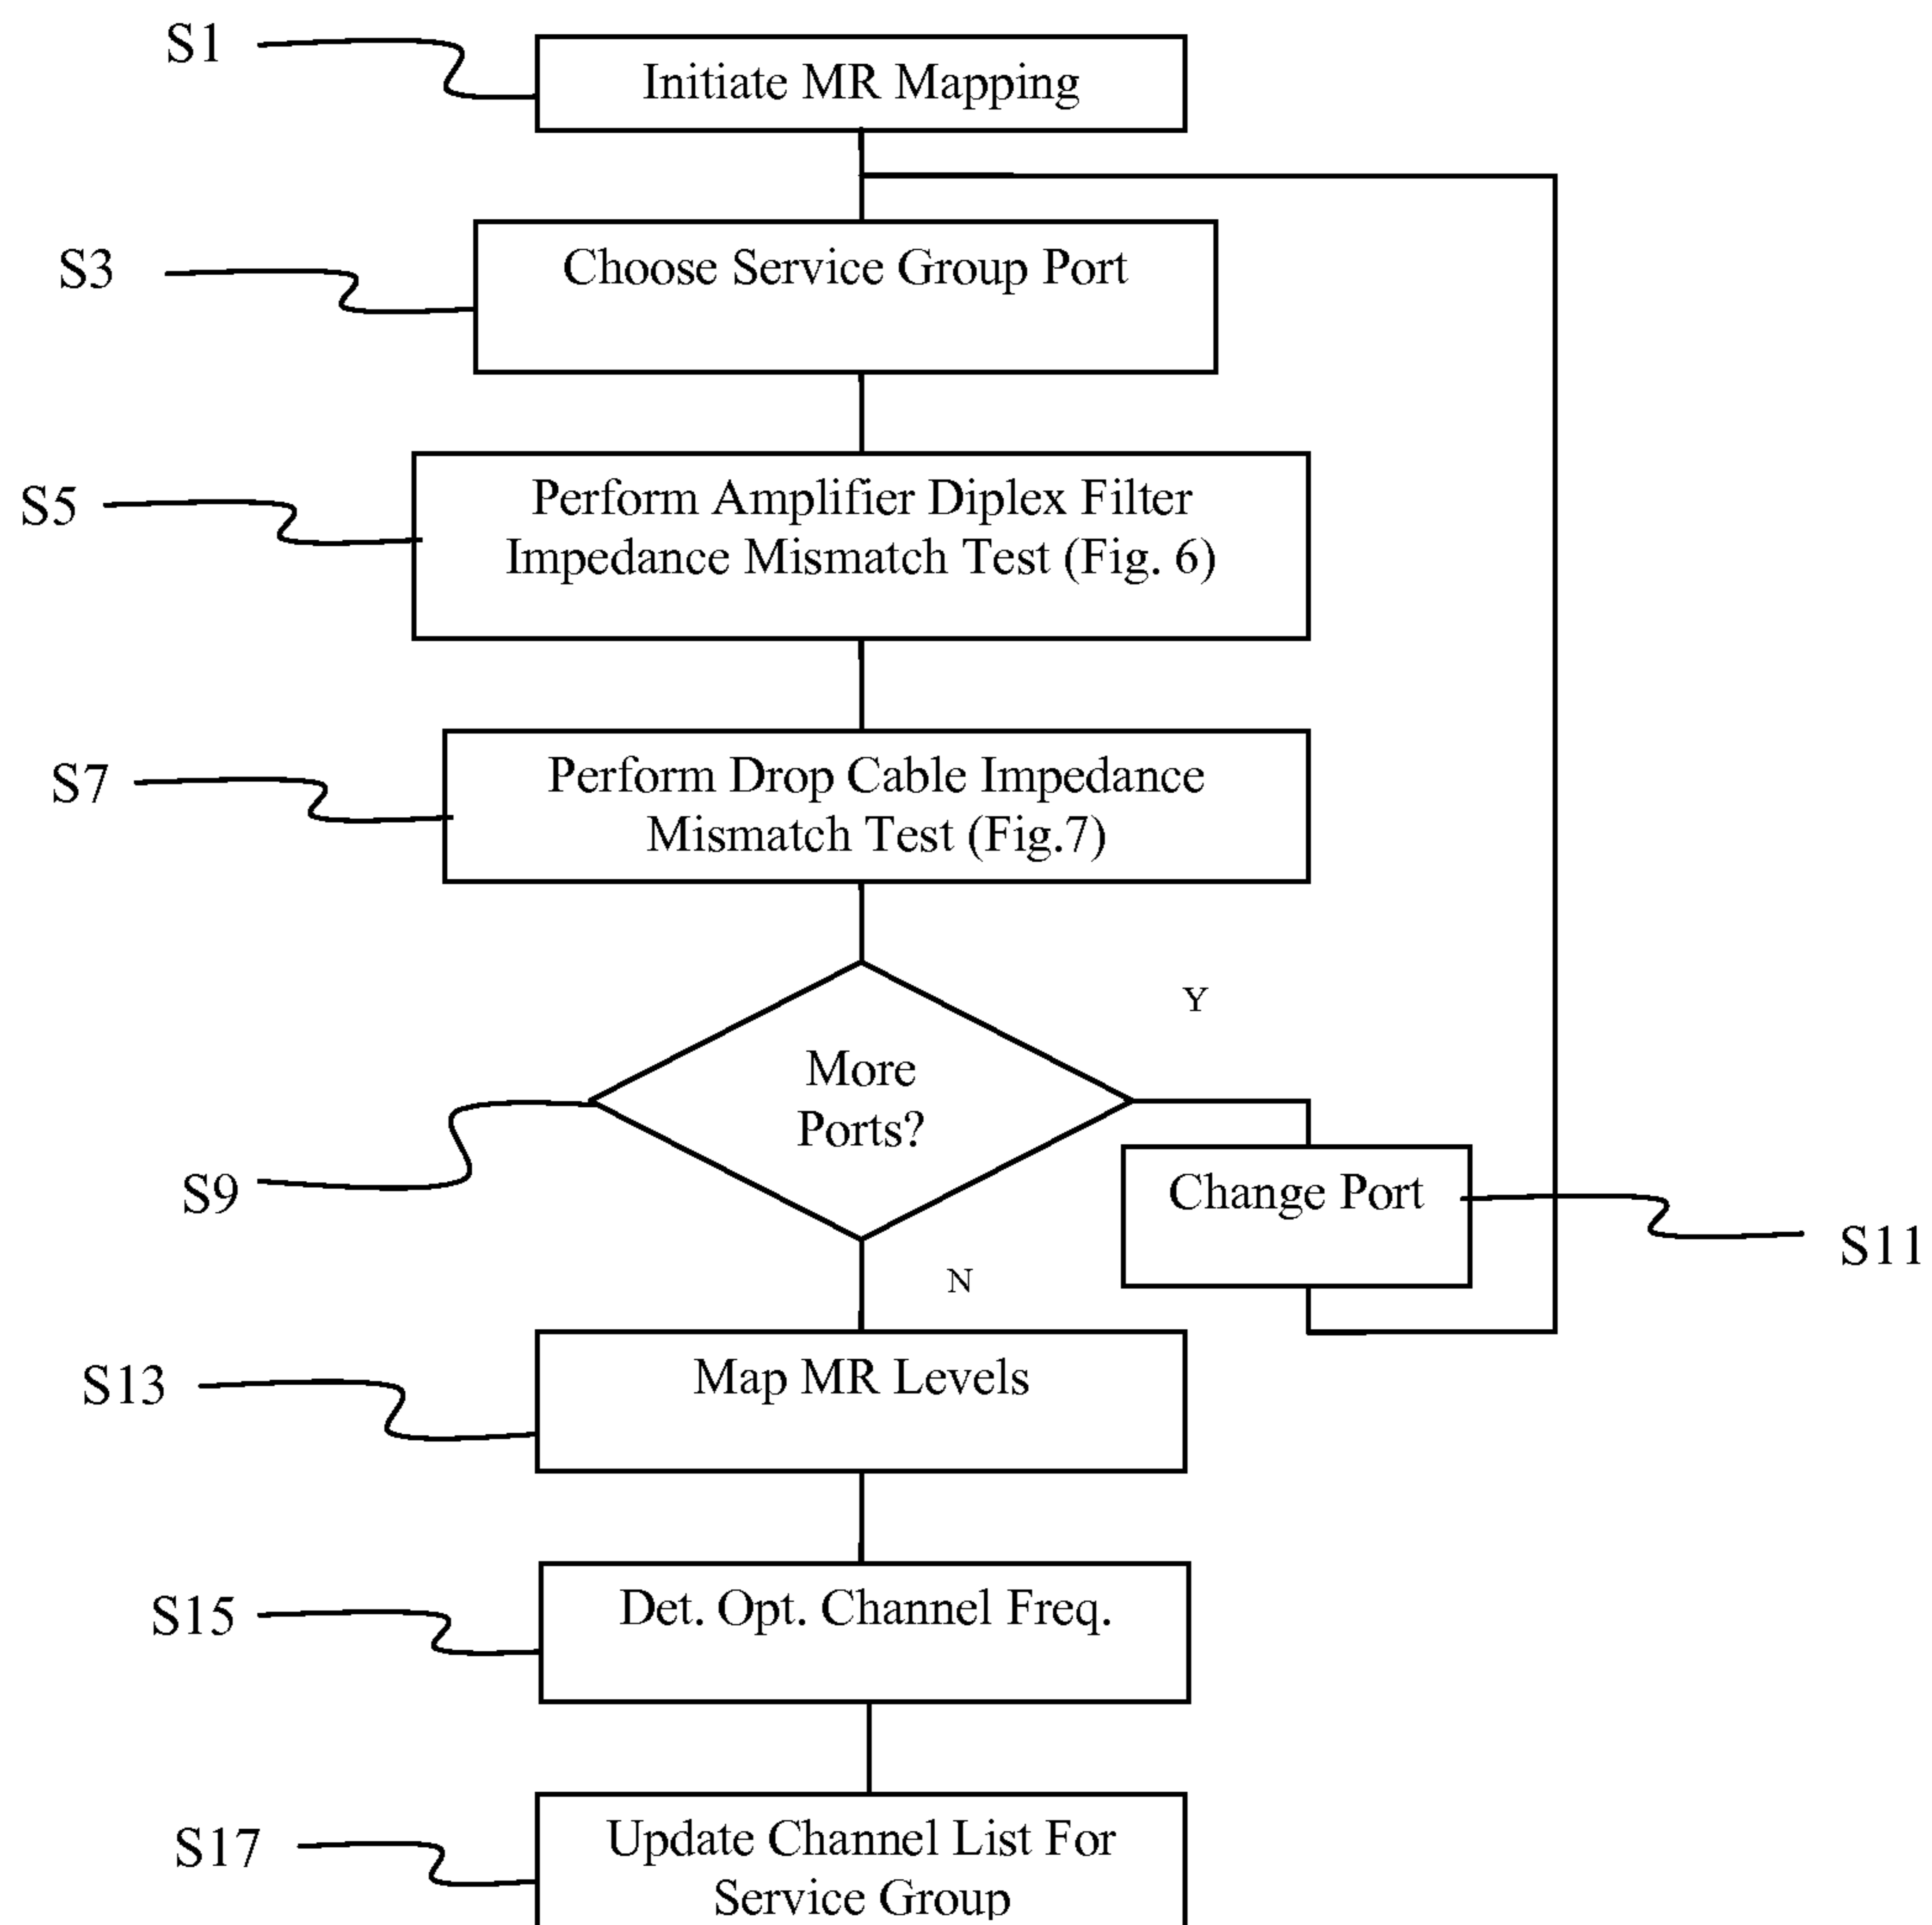 S1
Initiate MR Mapping
S3
Choose Service Group Port
S5
Perform Amplifier Diplex Filter
Impedance Mismatch Test (Fig. 6)
S7
Perform Drop Cable Impedance
Mismatch Test (Fig.7)
Y
More
Ports?
S9
Change Port
S11
N
S13
Map MR Levels
S15
Det. Opt. Channel Freq.
S17
Update Channel List For
Service Group